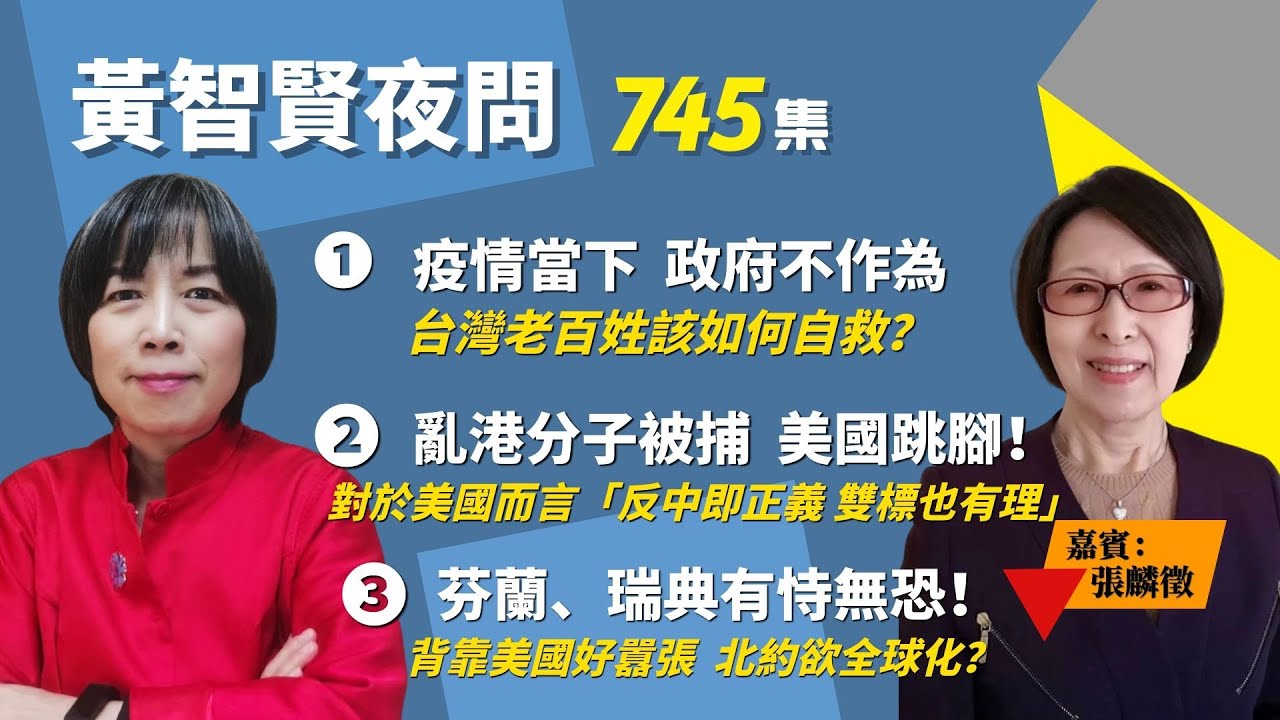 黃智賢夜問 745集
1 疫情當下 政府不作為
台灣老百姓該如何自救?
2 亂港分子被捕 美國跳腳!
對於美國而言「反中即正義 雙標也有理」
3 芬蘭、瑞典有恃無恐!
背靠美國好囂張 北約欲全球化?
嘉賓:
張麟徵